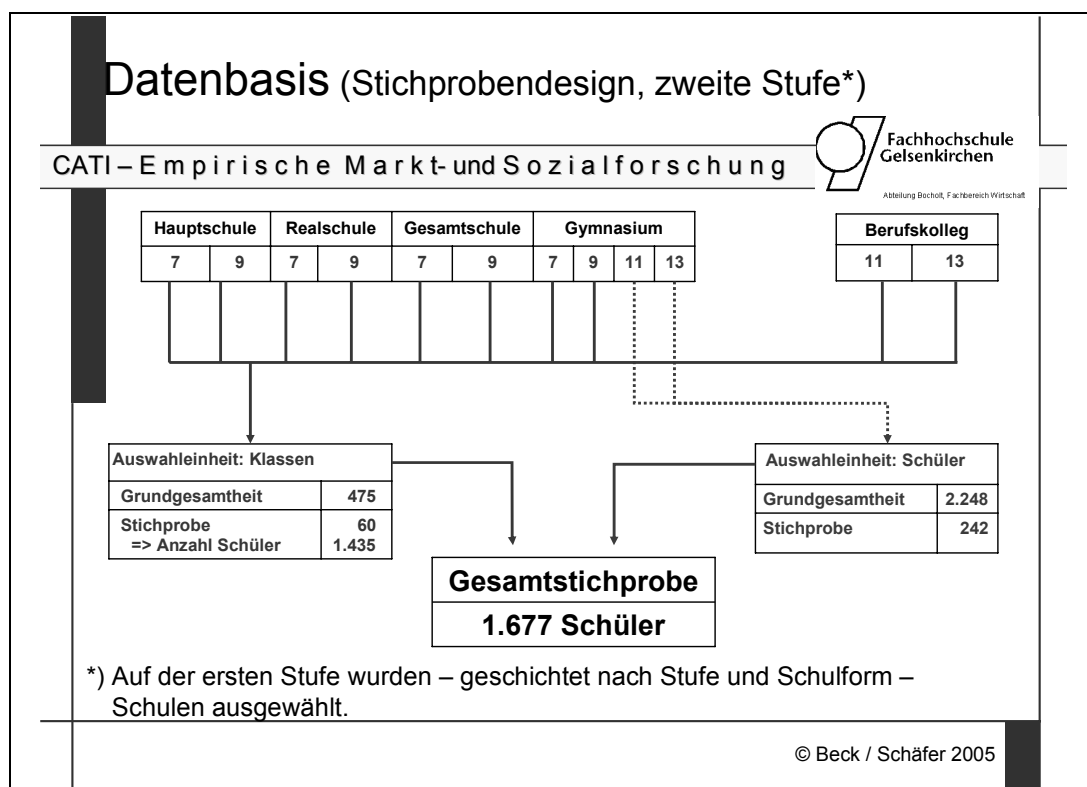 Datenbasis (Stichprobendesign, zweite Stufe*)
Fachhochschule
Gelsenkirchen
Abteilung Bocholt, Fachbereich Wirtschaft
CATI – Empirische Markt- und Sozialforschung
Hauptschule Realschule Gesamtschule Gymnasium Berufskolleg
7 9 7 9 7 9 7 9 11 13 11 13
Auswahleinheit: Klassen
Grundgesamtheit 475
Stichprobe 60
=> Anzahl Schüler 1.435
Auswahleinheit: Schüler
Grundgesamtheit 2.248
Stichprobe 242
Gesamtstichprobe
1.677 Schüler
*) Auf der ersten Stufe wurden – geschichtet nach Stufe und Schulform –
Schulen ausgewählt.
© Beck / Schäfer 2005